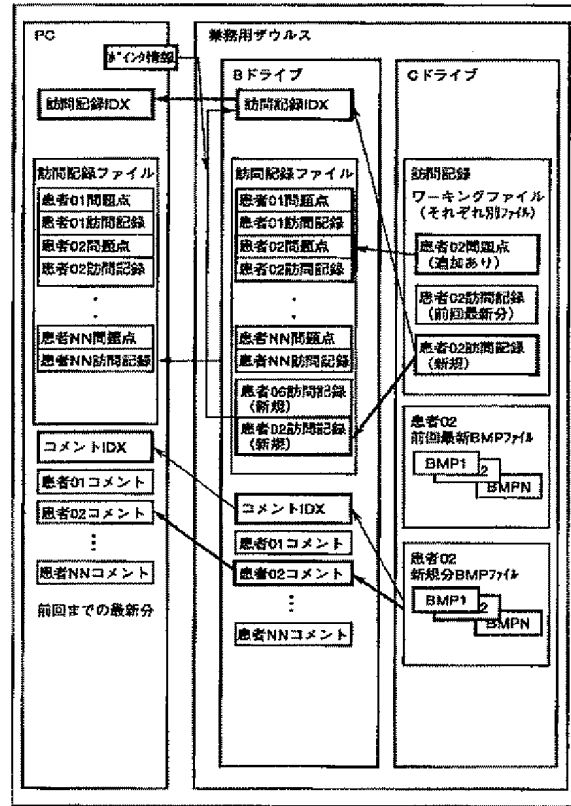 PC
ﾎﾟｲﾝﾀ情報
訪問記録IDX
訪問記録ファイル
患者01問題点
患者01訪問記録
患者02問題点
患者02訪問記録
・
・
患者NN問題点
患者NN訪問記録
コメントIDX
患者01コメント
患者02コメント
⋮
患者NNコメント
前回までの最新分
業務用ザウルス
Bドライブ
訪問記録IDX
訪問記録ファイル
患者01問題点
患者01訪問記録
患者02問題点
患者02訪問記録
・
・
患者NN問題点
患者NN訪問記録
患者06訪問記録
(新規)
患者02訪問記録
(新規)
コメントIDX
患者01コメント
患者02コメント
⋮
患者NNコメント
Cドライブ
訪問記録
ワーキングファイル
(それぞれ別ファイル)
患者02問題点
(追加あり)
患者02訪問記録
(前回最新分)
患者02訪問記録
(新規)
患者02
前回最新BMPファイル
BMP1
2
BMPN
患者02
新規分BMPファイル
BMP1
2
BMPN